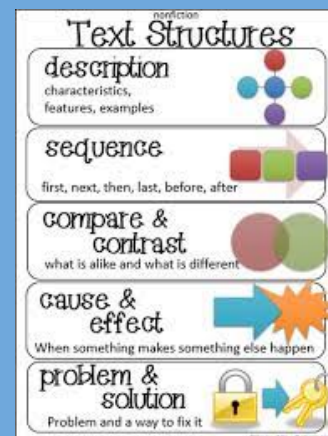 nonfiction
Text Structures
description
characteristics,
features, examples
sequence
first, next, then, last, before, after
compare &
contrast
what is alike and what is different
cause &
effect
When something makes something else happen
problem &
solution
Problem and a way to fix it